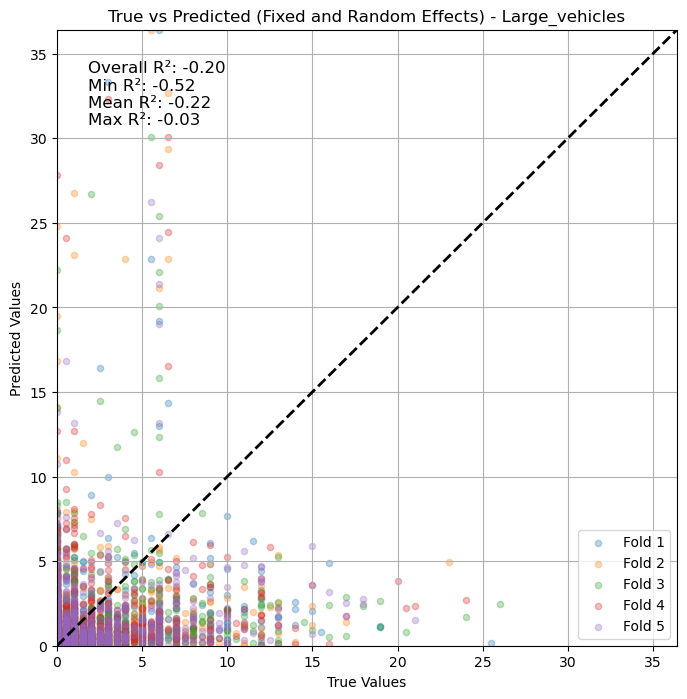 True vs Predicted (Fixed and Random Effects) - Large_vehicles
Overall R²: -0.20
Min R²: -0.52
Mean R²: -0.22
Max R²: -0.03
Predicted Values
35
30
25
20
15
10
5
0
0 5 10 15 20 25 30 35
True Values
Fold 1
Fold 2
Fold 3
Fold 4
Fold 5